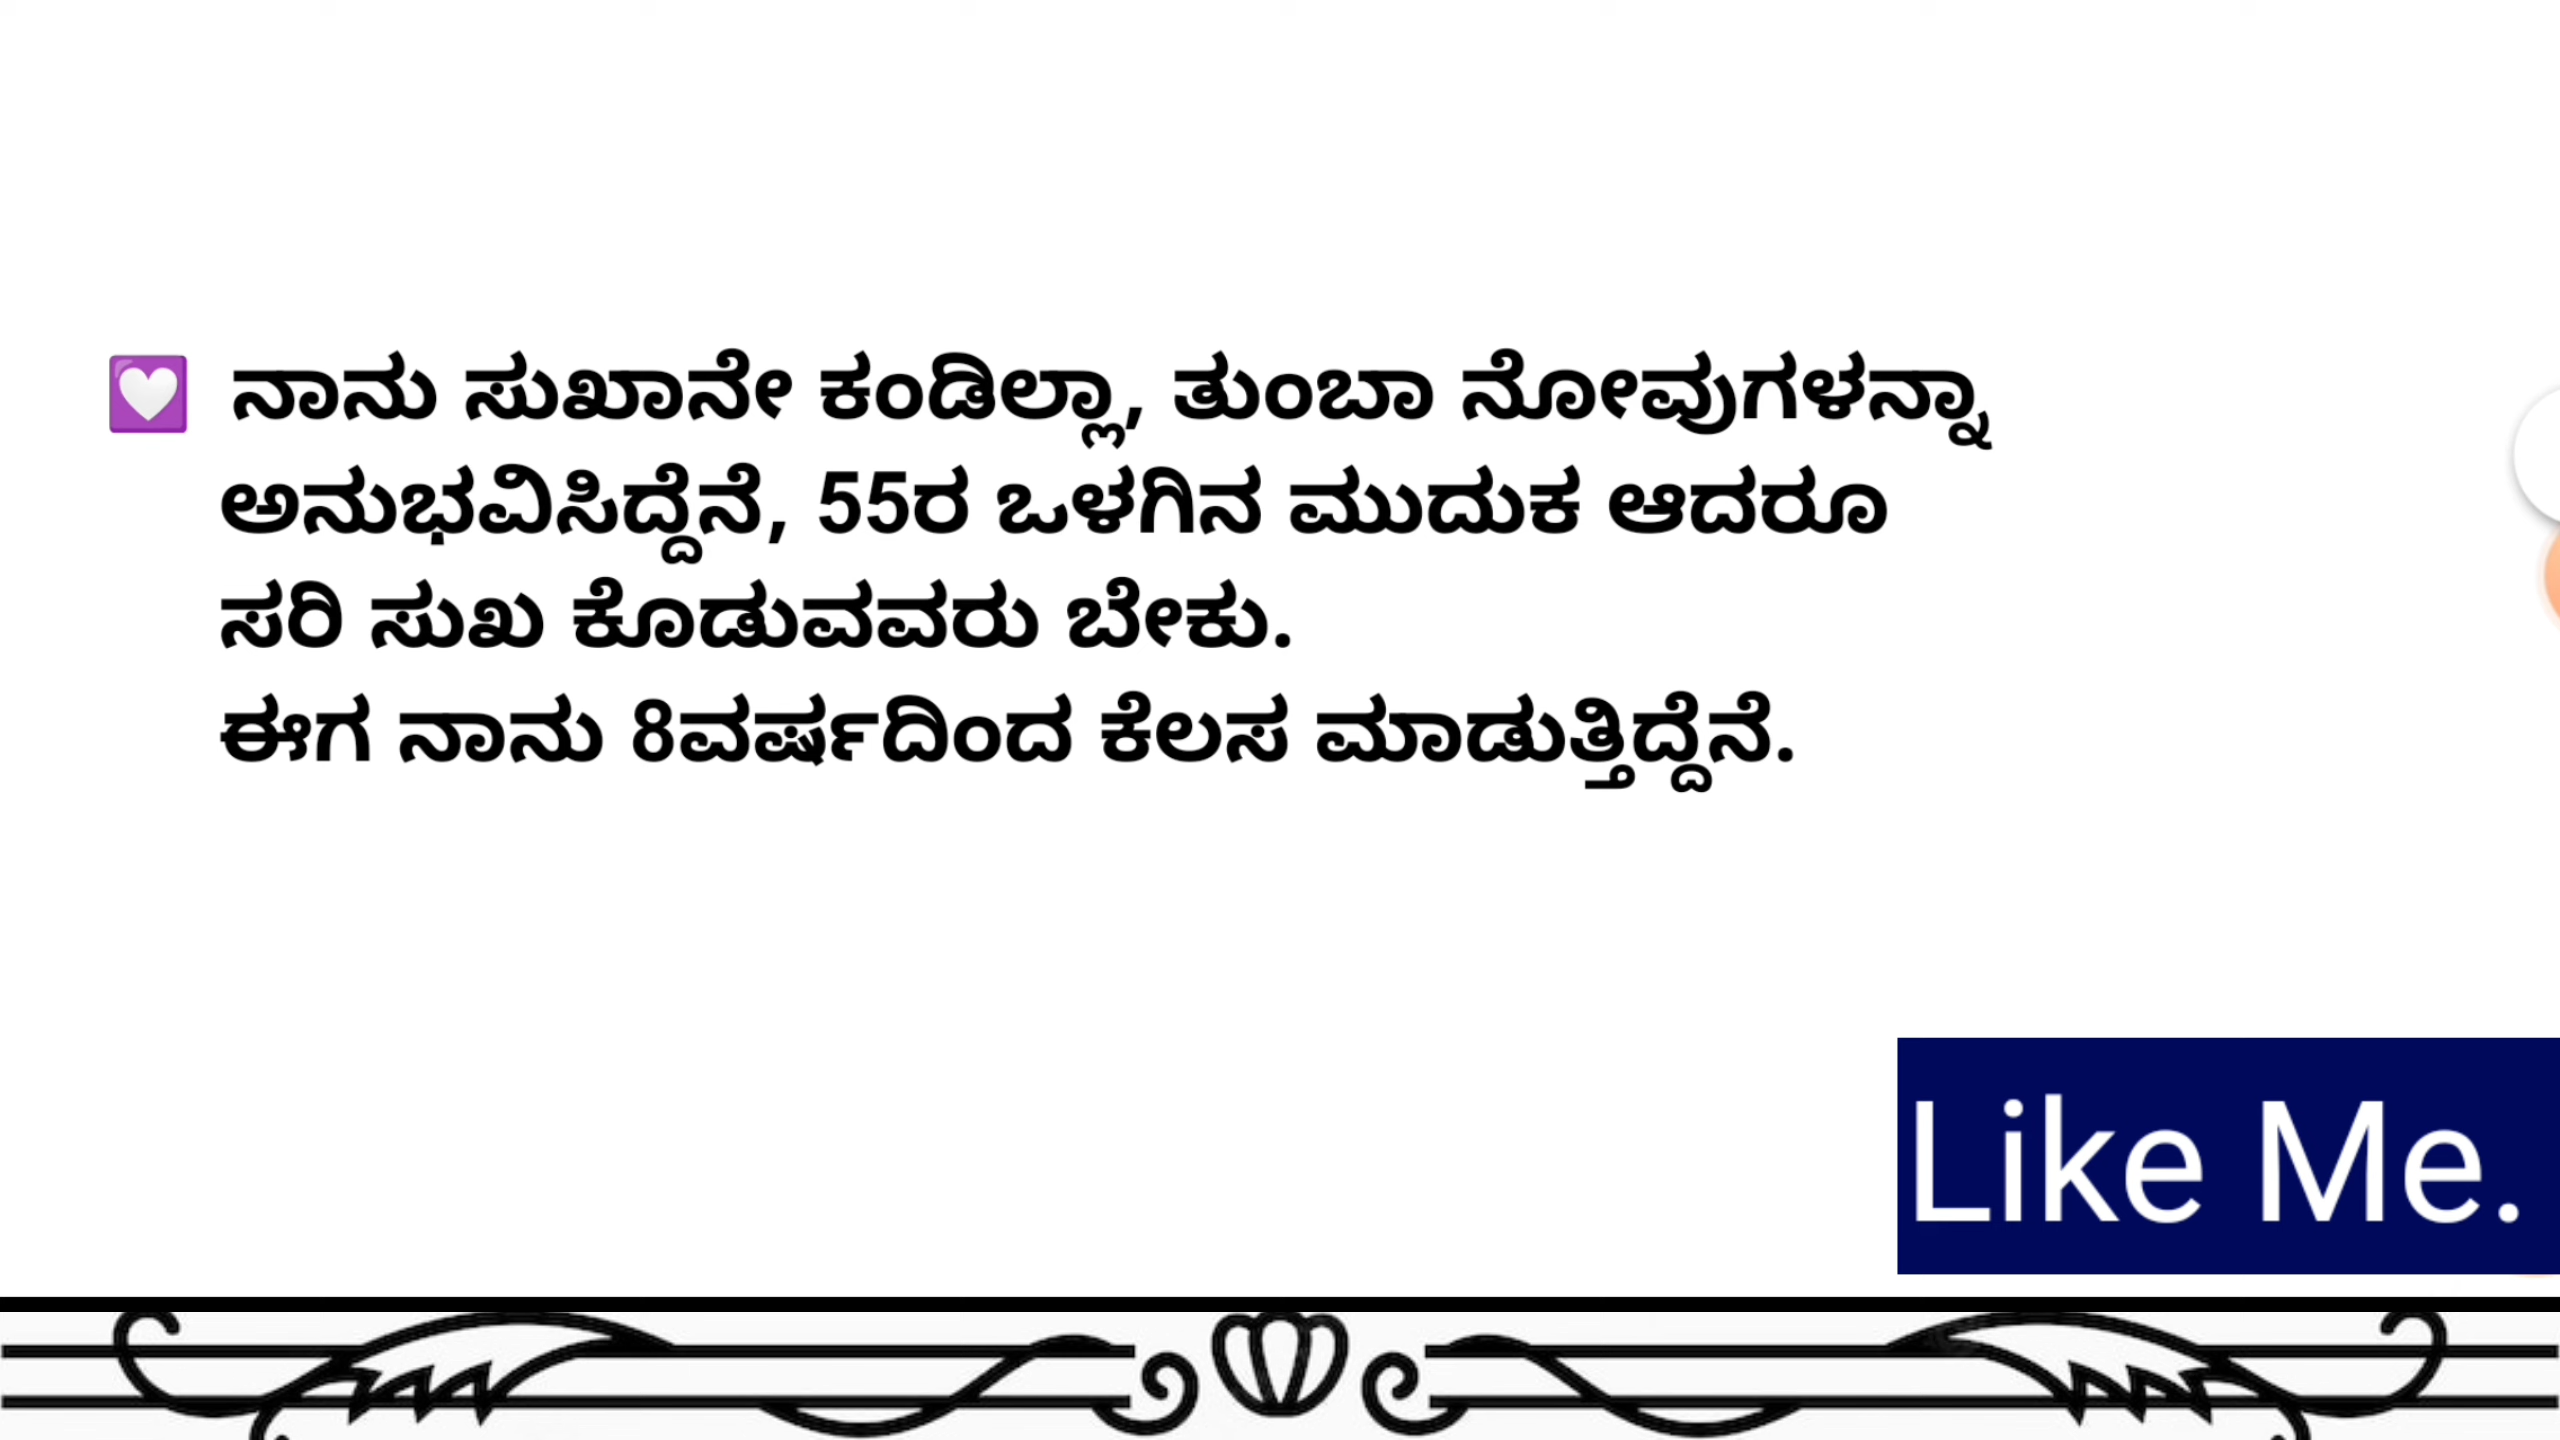 💟 ನಾನು ಸುಖಾನೇ ಕಂಡಿಲ್ಲಾ, ತುಂಬಾ ನೋವುಗಳನ್ನಾ
ಅನುಭವಿಸಿದ್ದೆನೆ, 55ರ ಒಳಗಿನ ಮುದುಕ ಆದರೂ
ಸರಿ ಸುಖ ಕೊಡುವವರು ಬೇಕು.
ಈಗ ನಾನು 8ವರ್ಷದಿಂದ ಕೆಲಸ ಮಾಡುತ್ತಿದ್ದೆನೆ.
Like Me.